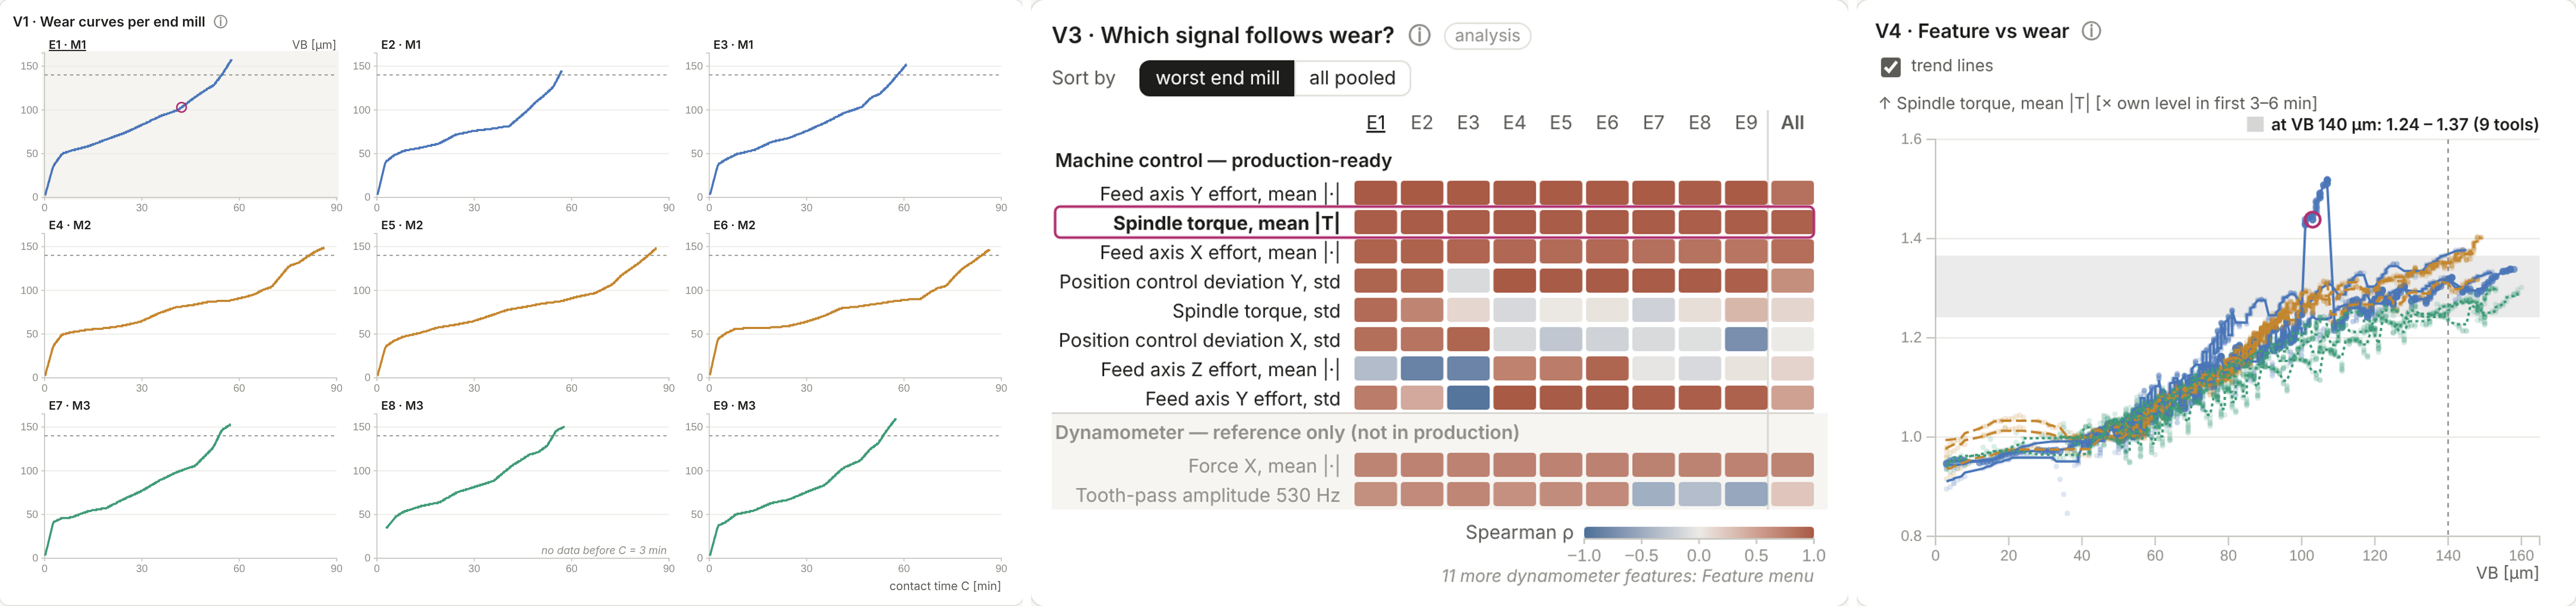 V1 · Wear curves per end mill ⓘ
E1 · M1
VB [µm]
E2 · M1
E3 · M1
150
100
50
0
0 30 60 90
150
100
50
0
0 30 60 90
150
100
50
0
0 30 60 90
E4 · M2
E5 · M2
E6 · M2
150
100
50
0
0 30 60 90
150
100
50
0
0 30 60 90
150
100
50
0
0 30 60 90
E7 · M3
E8 · M3
E9 · M3
150
100
50
0
0 30 60 90
150
100
50
0
no data before C = 3 min
0 30 60 90
150
100
50
0
0 30 60 90
contact time C [min]
V3 · Which signal follows wear? ⓘ analysis
Sort by worst end mill all pooled
E1 E2 E3 E4 E5 E6 E7 E8 E9 All
Machine control — production-ready
Feed axis Y effort, mean |·|
Spindle torque, mean |T|
Feed axis X effort, mean |·|
Position control deviation Y, std
Spindle torque, std
Position control deviation X, std
Feed axis Z effort, mean |·|
Feed axis Y effort, std
Dynamometer — reference only (not in production)
Force X, mean |·|
Tooth-pass amplitude 530 Hz
Spearman ρ
−1.0 −0.5 0.0 0.5 1.0
11 more dynamometer features: Feature menu
V4 · Feature vs wear ⓘ
trend lines
↑ Spindle torque, mean |T| [× own level in first 3–6 min]
at VB 140 µm: 1.24 – 1.37 (9 tools)
1.6
1.4
1.2
1.0
0.8
0 20 40 60 80 100 120 140 160
VB [µm]